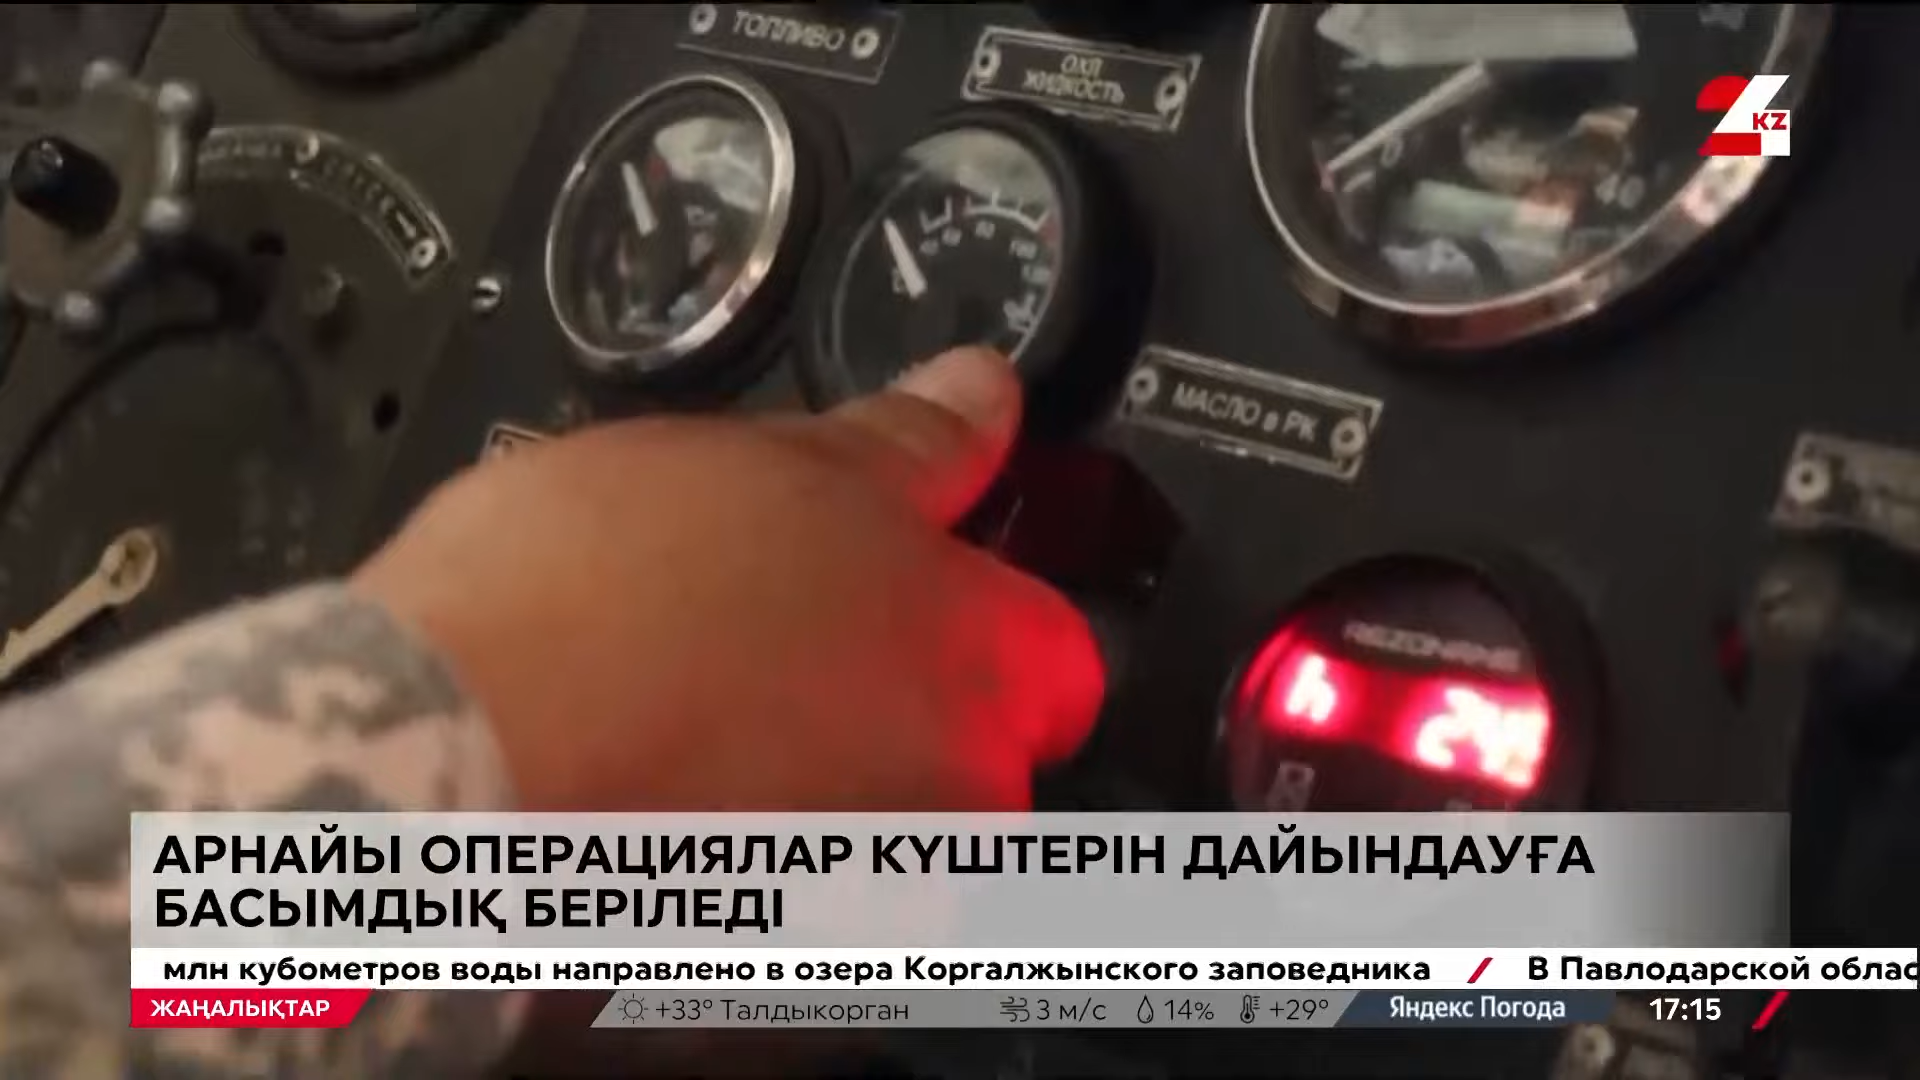 ТОПЛИВО
ОХЛ
ЖИДКОСТЬ
24
KZ
МАСЛО в РК
АРНАЙЫ ОПЕРАЦИЯЛАР КҮШТЕРІН ДАЙЫНДАУҒА
БАСЫМДЫҚ БЕРІЛЕДІ
млн кубометров воды направлено в озера Коргалжынского заповедника / В Павлодарской облас
ЖАҢАЛЫҚТАР
+33° Талдыкорган 3 м/с 14% +29° Яндекс Погода 17:15